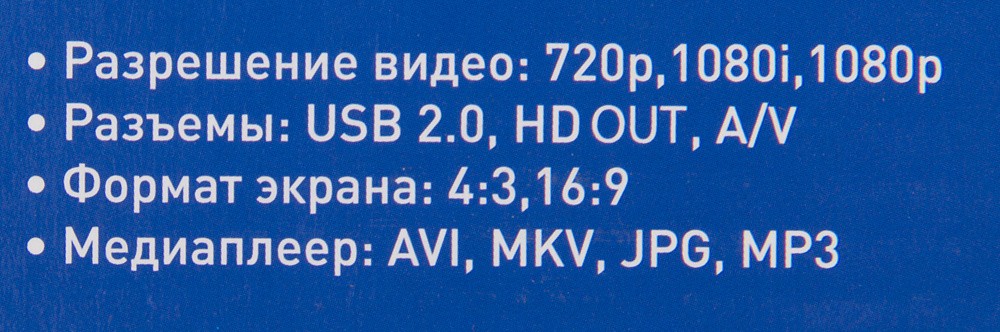 • Разрешение видео: 720p,1080i,1080p
• Разъемы: USB 2.0, HD OUT, A/V
• Формат экрана: 4:3,16:9
• Медиаплеер: AVI, MKV, JPG, MP3